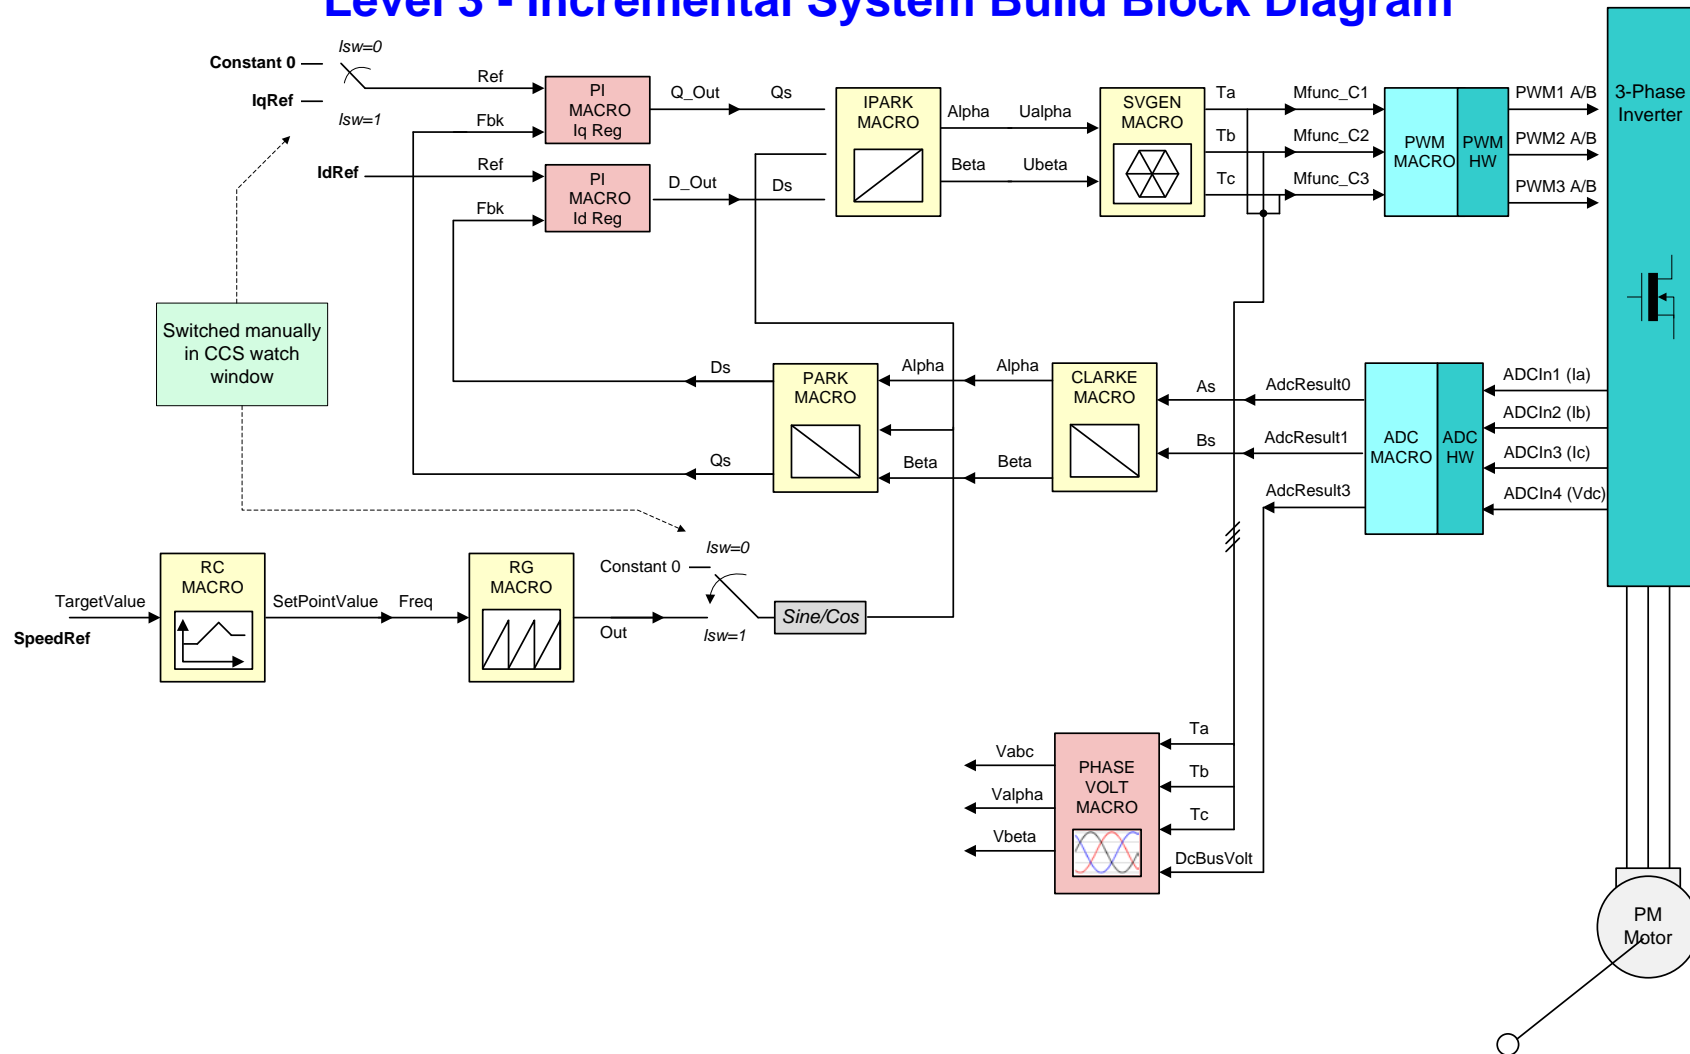 Level 3 - Incremental System Build Block Diagram
Isw=0
Constant 0
IqRef
Isw=1
Ref
Fbk
PI
MACRO
Iq Reg
Q_Out
Qs
IdRef
Ref
Fbk
PI
MACRO
Id Reg
D_Out
Ds
IPARK
MACRO
Alpha
Ualpha
Beta
Ubeta
SVGEN
MACRO
Ta
Mfunc_C1
Tb
Mfunc_C2
Tc
Mfunc_C3
PWM
MACRO
PWM
HW
PWM1 A/B
PWM2 A/B
PWM3 A/B
3-Phase
Inverter
Switched manually
in CCS watch
window
Ds
Qs
PARK
MACRO
Alpha
Alpha
Beta
Beta
CLARKE
MACRO
As
AdcResult0
Bs
AdcResult1
AdcResult3
ADC
MACRO
ADC
HW
ADCIn1 (Ia)
ADCIn2 (Ib)
ADCIn3 (Ic)
ADCIn4 (Vdc)
TargetValue
SpeedRef
RC
MACRO
SetPointValue
Freq
RG
MACRO
Out
Isw=0
Constant 0
Isw=1
Sine/Cos
Vabc
Valpha
Vbeta
PHASE
VOLT
MACRO
Ta
Tb
Tc
DcBusVolt
PM
Motor